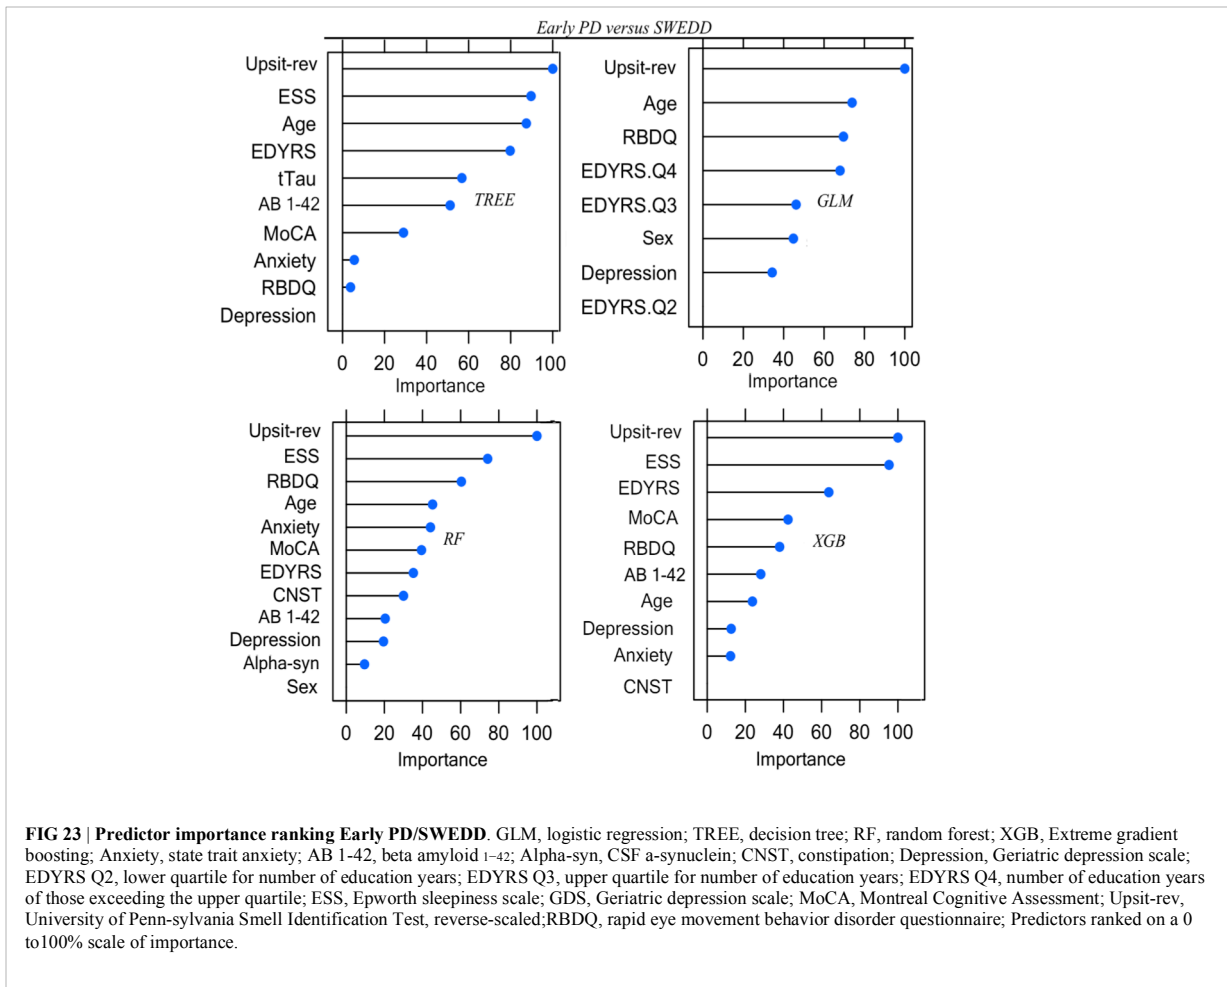 Early PD versus SWEDD
Upsit-rev
ESS
Age
EDYRS
tTau
AB 1-42
MoCA
Anxiety
RBDQ
Depression
TREE
0 20 40 60 80 100
Importance
Upsit-rev
Age
RBDQ
EDYRS.Q4
EDYRS.Q3
Sex
Depression
EDYRS.Q2
GLM
0 20 40 60 80 100
Importance
Upsit-rev
ESS
RBDQ
Age
Anxiety
MoCA
EDYRS
CNST
AB 1-42
Depression
Alpha-syn
Sex
RF
0 20 40 60 80 100
Importance
Upsit-rev
ESS
EDYRS
MoCA
RBDQ
AB 1-42
Age
Depression
Anxiety
CNST
XGB
0 20 40 60 80 100
Importance
FIG 23 | Predictor importance ranking Early PD/SWEDD. GLM, logistic regression; TREE, decision tree; RF, random forest; XGB, Extreme gradient
boosting; Anxiety, state trait anxiety; AB 1-42, beta amyloid 1–42; Alpha-syn, CSF a-synuclein; CNST, constipation; Depression, Geriatric depression scale;
EDYRS Q2, lower quartile for number of education years; EDYRS Q3, upper quartile for number of education years; EDYRS Q4, number of education years
of those exceeding the upper quartile; ESS, Epworth sleepiness scale; GDS, Geriatric depression scale; MoCA, Montreal Cognitive Assessment; Upsit-rev,
University of Penn-sylvania Smell Identification Test, reverse-scaled;RBDQ, rapid eye movement behavior disorder questionnaire; Predictors ranked on a 0
to100% scale of importance.